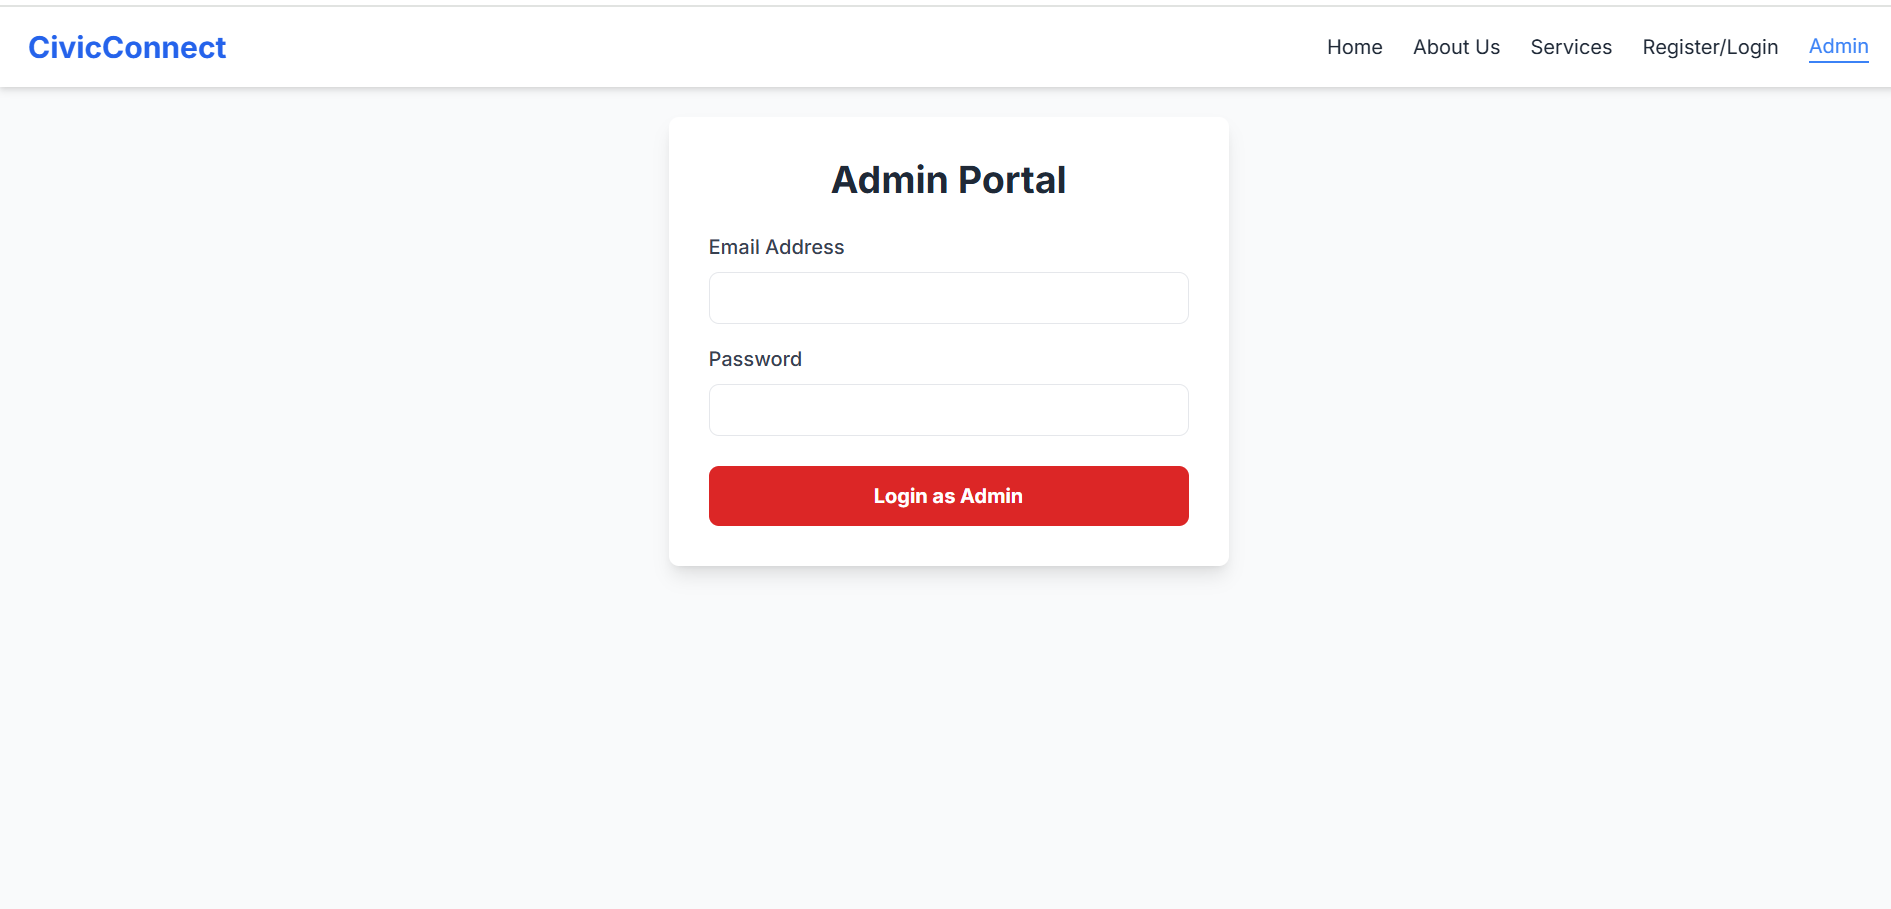 CivicConnect
Home About Us Services Register/Login Admin
Admin Portal
Email Address
Password
Login as Admin